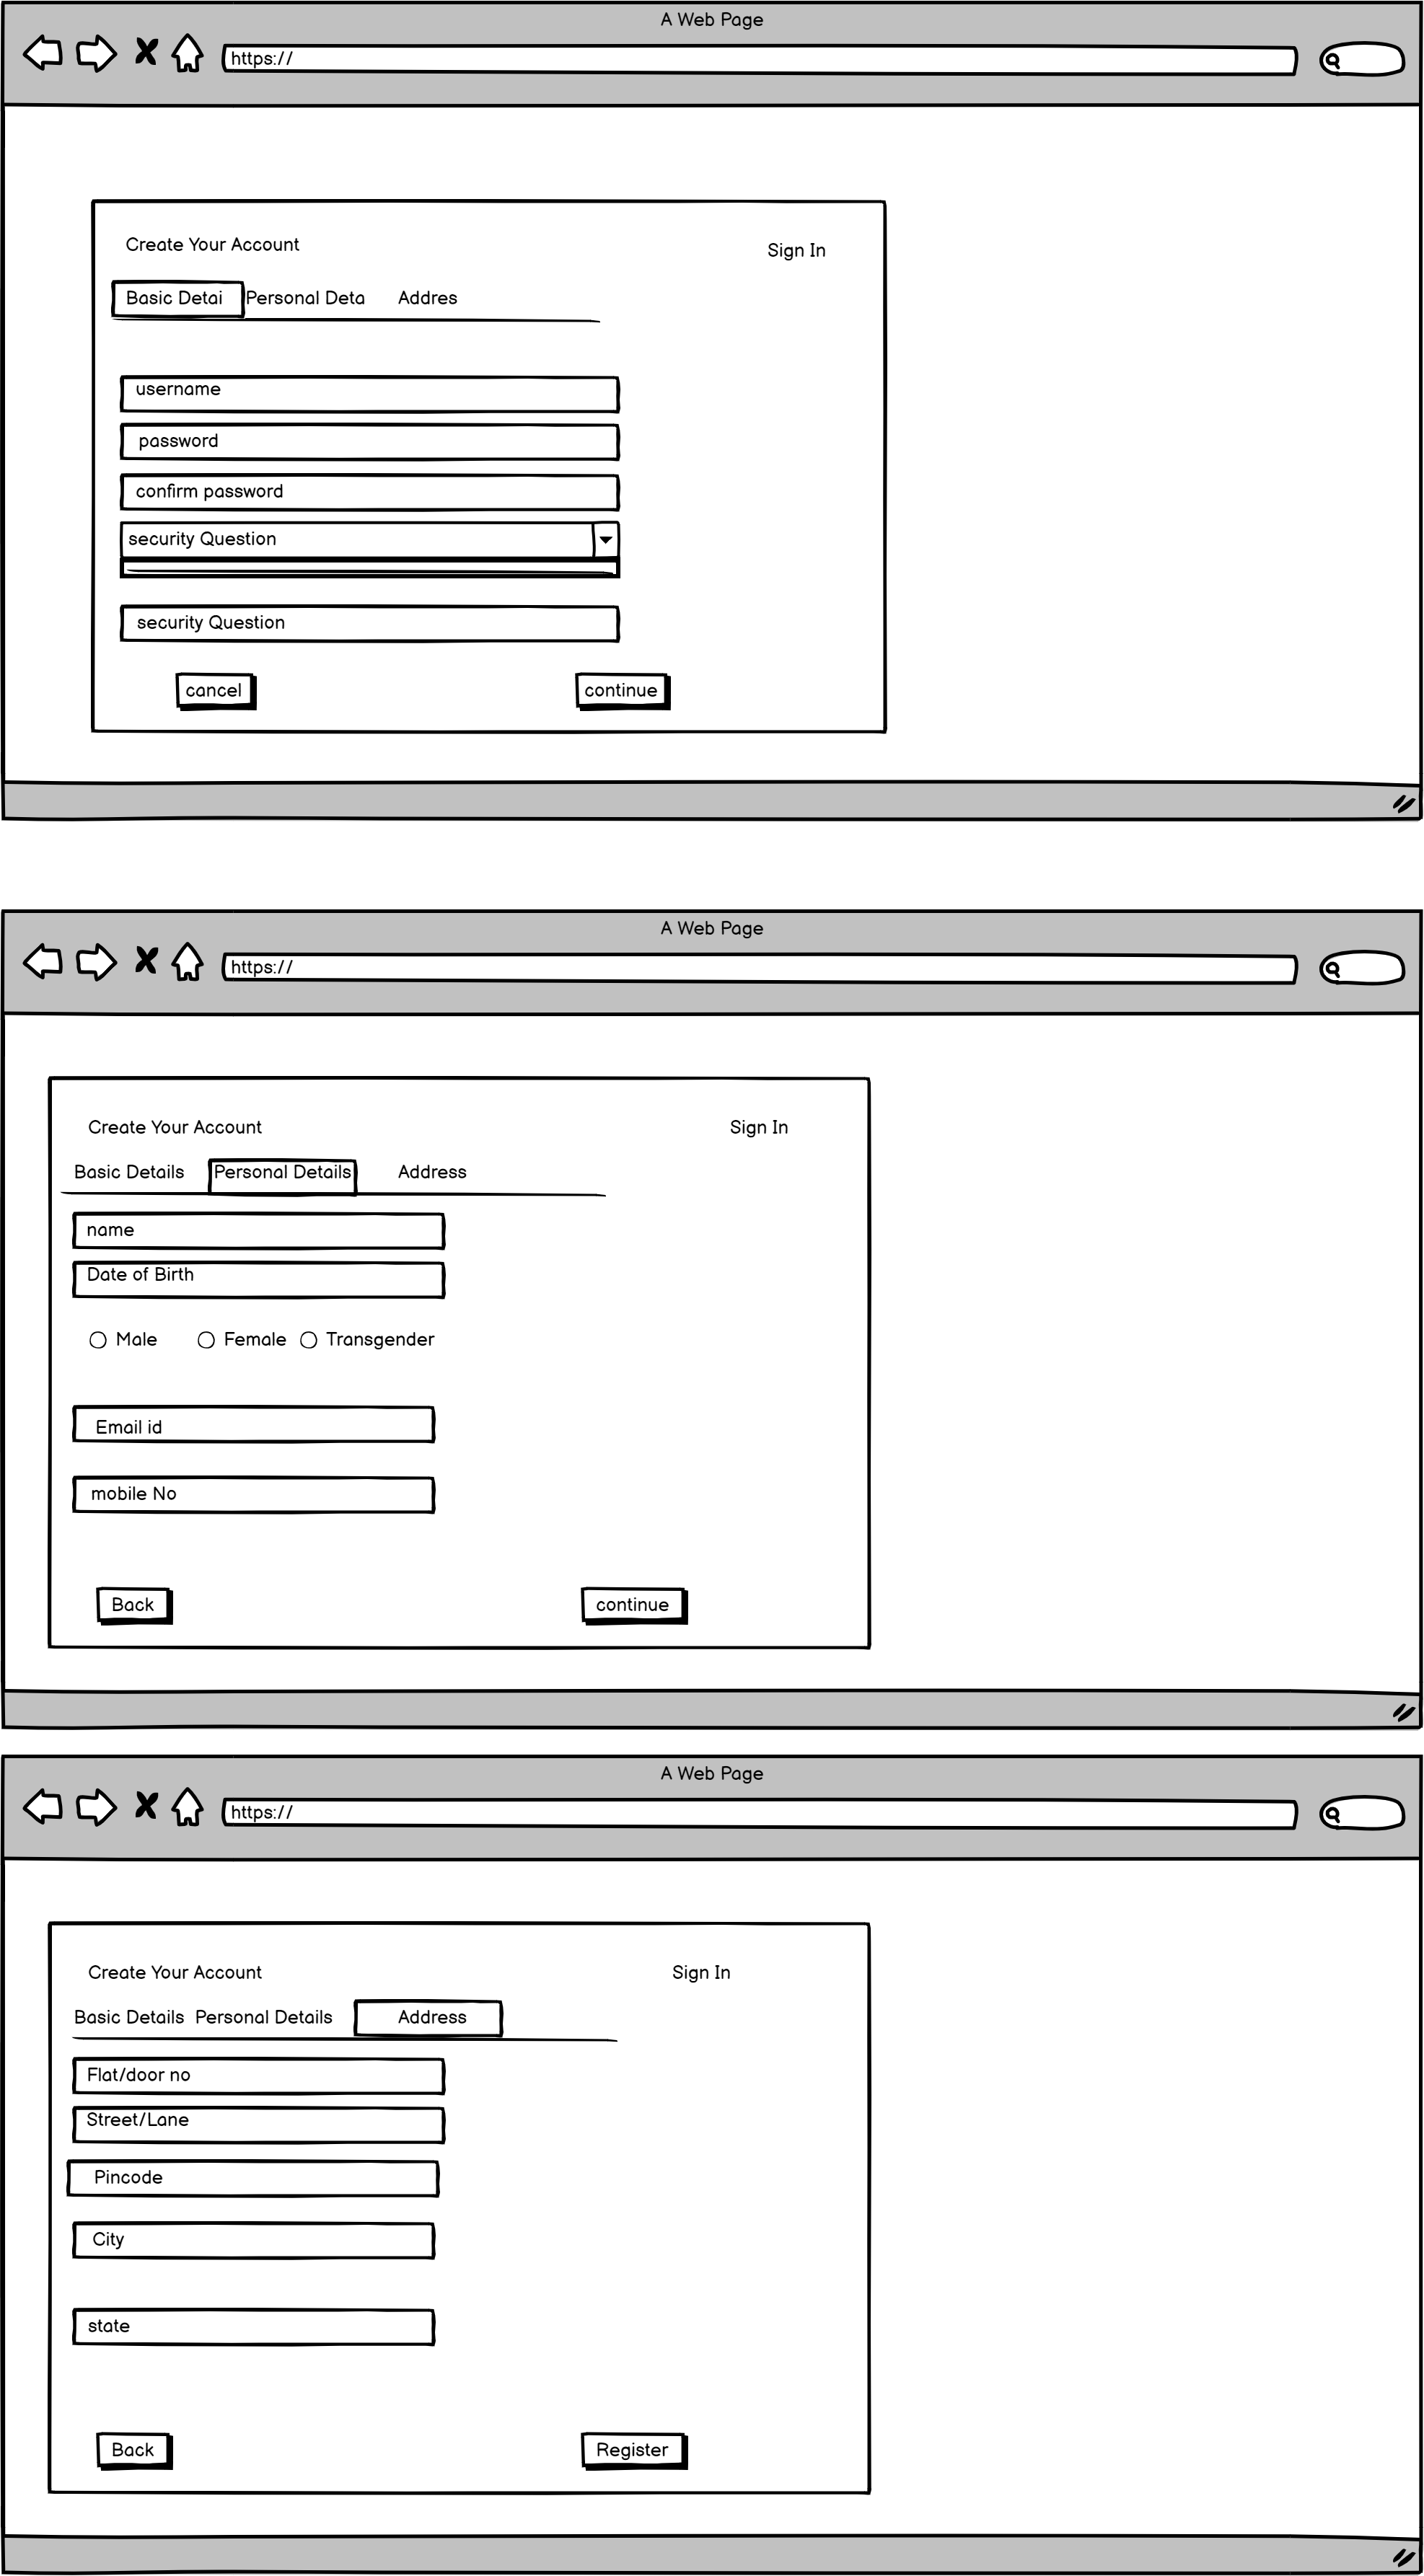 A Web Page
https://
Create Your Account
Sign In
Basic Detai Personal Deta Addres
username
password
confirm password
security Question
security Question
cancel continue
A Web Page
https://
Create Your Account Sign In
Basic Details Personal Details Address
name
Date of Birth
Male Female Transgender
Email id
mobile No
Back continue
A Web Page
https://
Create Your Account Sign In
Basic Details Personal Details Address
Flat/door no
Street/Lane
Pincode
City
state
Back Register